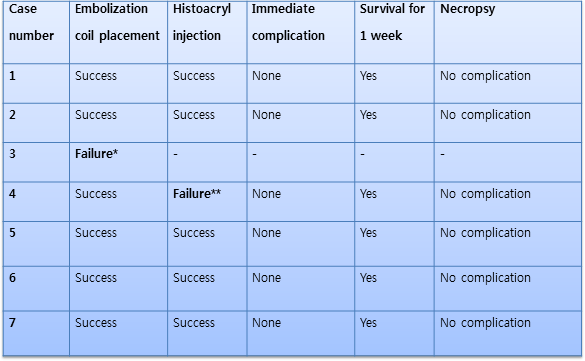 Case number Embolization coil placement Histoacryl injection Immediate complication Survival for 1 week Necropsy
1 Success Success None Yes No complication
2 Success Success None Yes No complication
3 Failure* - - - -
4 Success Failure** None Yes No complication
5 Success Success None Yes No complication
6 Success Success None Yes No complication
7 Success Success None Yes No complication